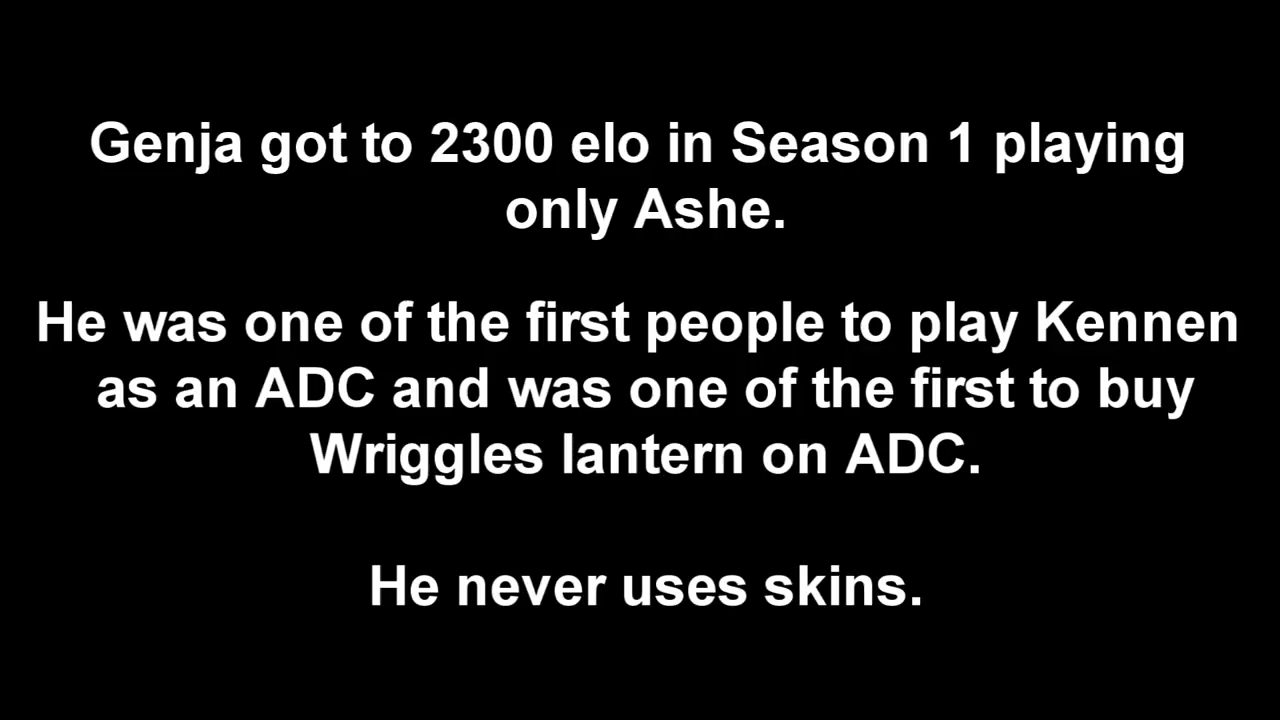 Genja got to 2300 elo in Season 1 playing
only Ashe.
He was one of the first people to play Kennen
as an ADC and was one of the first to buy
Wriggles lantern on ADC.
He never uses skins.